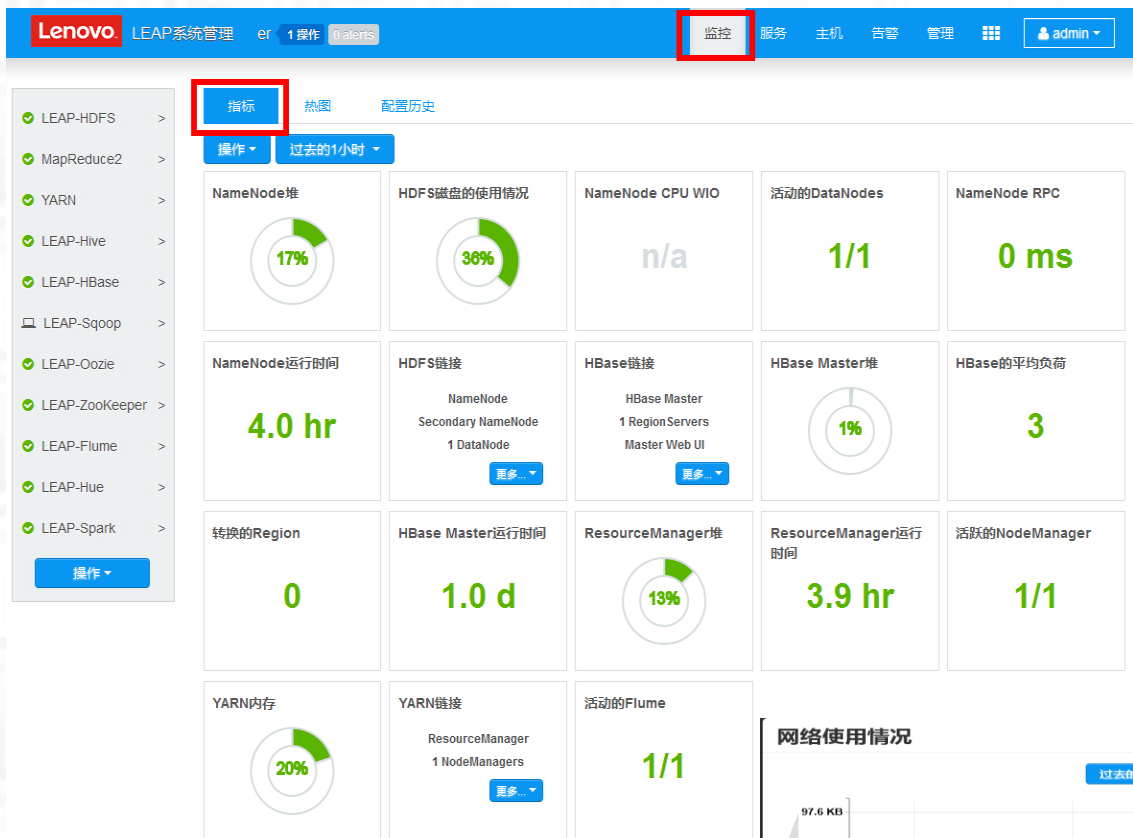 Lenovo. LEAP系统管理 er 1 操作 0 alerts 监控 服务 主机 告警 管理 admin
LEAP-HDFS >
MapReduce2 >
YARN >
LEAP-Hive >
LEAP-HBase >
LEAP-Sqoop >
LEAP-Oozie >
LEAP-ZooKeeper >
LEAP-Flume >
LEAP-Hue >
LEAP-Spark >
操作
指标 热图 配置历史
操作 过去的1小时
NameNode堆
17%
HDFS磁盘的使用情况
36%
NameNode CPU WIO
n/a
活动的DataNodes
1/1
NameNode RPC
0 ms
NameNode运行时间
4.0 hr
HDFS链接
NameNode
Secondary NameNode
1 DataNode
更多...
HBase链接
HBase Master
1 RegionServers
Master Web UI
更多...
HBase Master堆
1%
HBase的平均负荷
3
转换的Region
0
HBase Master运行时间
1.0 d
ResourceManager堆
13%
ResourceManager运行
时间
3.9 hr
活跃的NodeManager
1/1
YARN内存
20%
YARN链接
ResourceManager
1 NodeManagers
更多...
活动的Flume
1/1
网络使用情况
过去的
97.6 KB